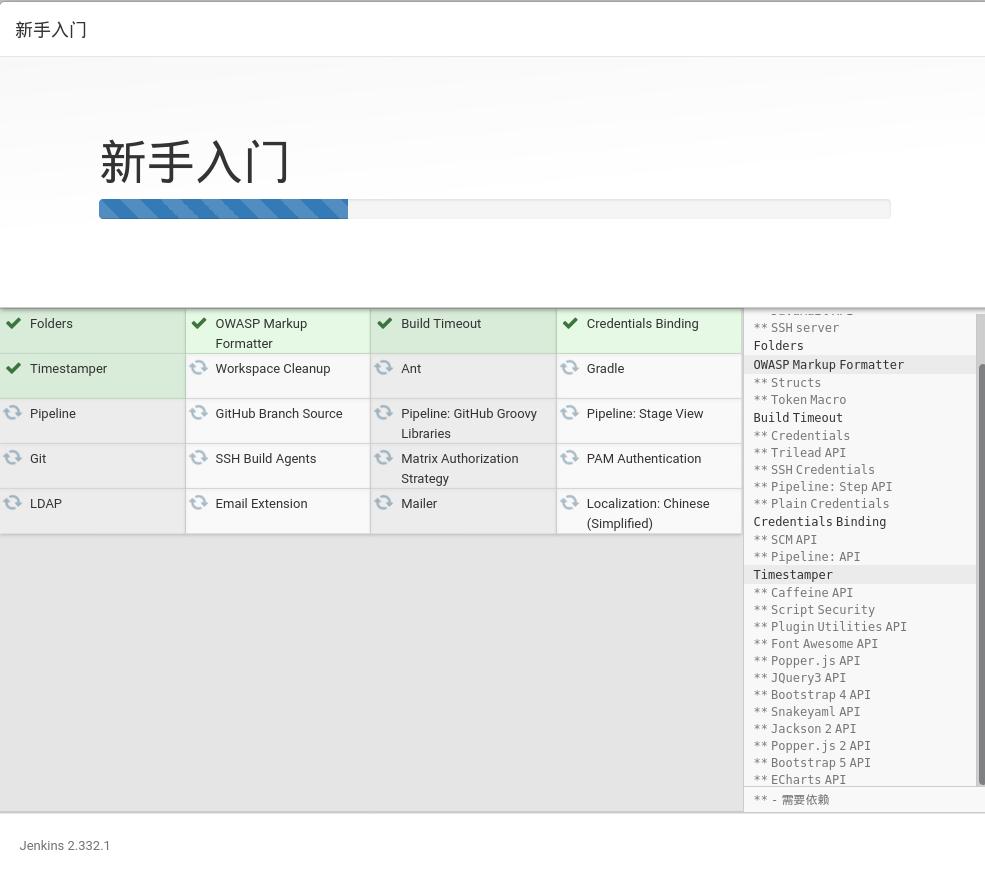 新手入门
新手入门
Folders
OWASP Markup
Formatter
Build Timeout
Credentials Binding
Timestamper
Workspace Cleanup
Ant
Gradle
Pipeline
GitHub Branch Source
Pipeline: GitHub Groovy
Libraries
Pipeline: Stage View
Git
SSH Build Agents
Matrix Authorization
Strategy
PAM Authentication
LDAP
Email Extension
Mailer
Localization: Chinese
(Simplified)
** SSH server
Folders
OWASP Markup Formatter
** Structs
** Token Macro
Build Timeout
** Credentials
** Trilead API
** SSH Credentials
** Pipeline: Step API
** Plain Credentials
Credentials Binding
** SCM API
** Pipeline: API
Timestamper
** Caffeine API
** Script Security
** Plugin Utilities API
** Font Awesome API
** Popper.js API
** JQuery3 API
** Bootstrap 4 API
** Snakeyaml API
** Jackson 2 API
** Popper.js 2 API
** Bootstrap 5 API
** ECharts API
** - 需要依赖
Jenkins 2.332.1